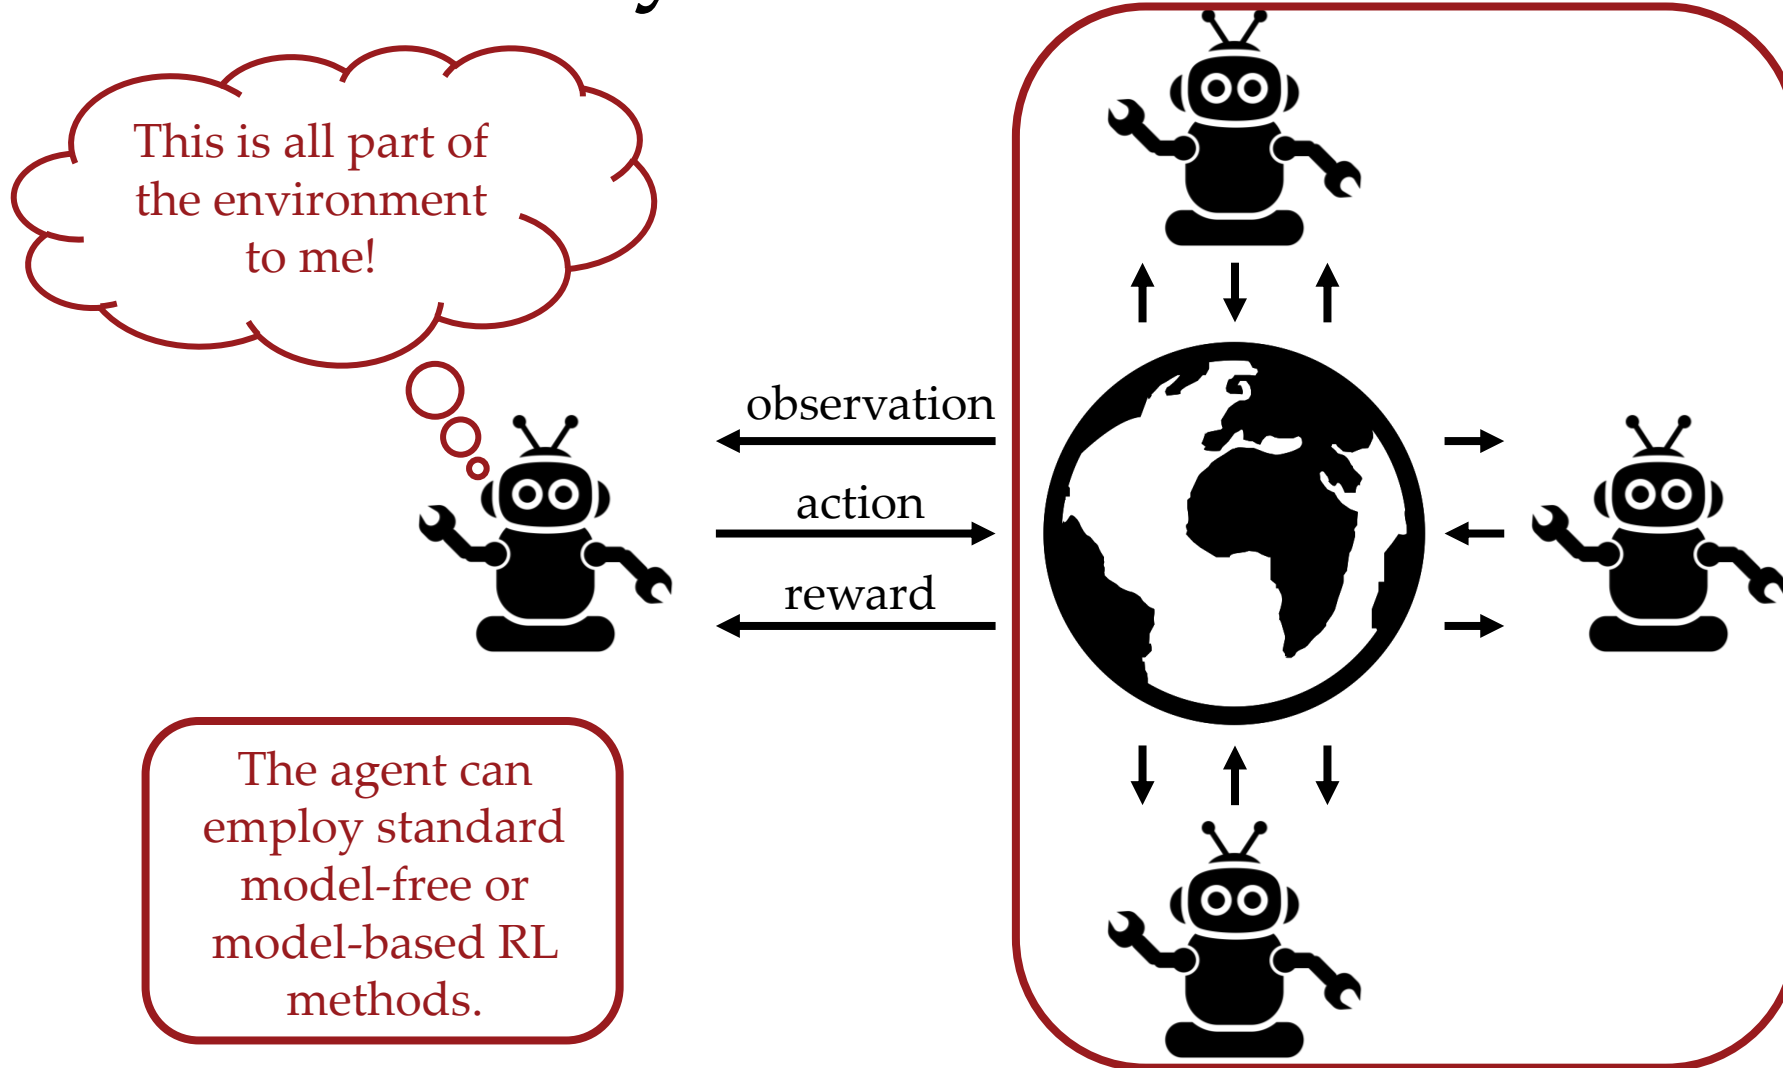 This is all part of
the environment
to me!
observation
action
reward
The agent can
employ standard
model-free or
model-based RL
methods.